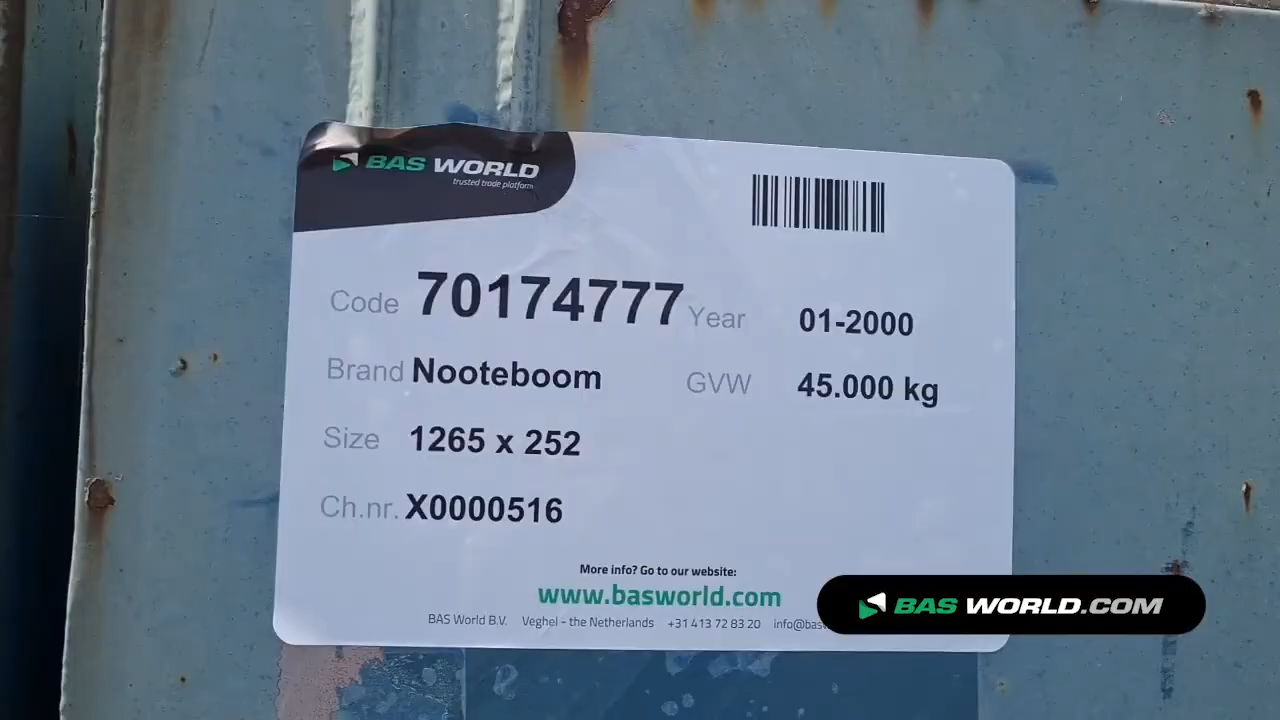 BAS WORLD
trusted trade platform
Code 70174777 Year 01-2000
Brand Nooteboom GVW 45.000 kg
Size 1265 x 252
Ch.nr. X0000516
More info? Go to our website:
www.basworld.com
BAS World B.V. Veghel - the Netherlands +31 413 72 83 20
BAS WORLD.COM